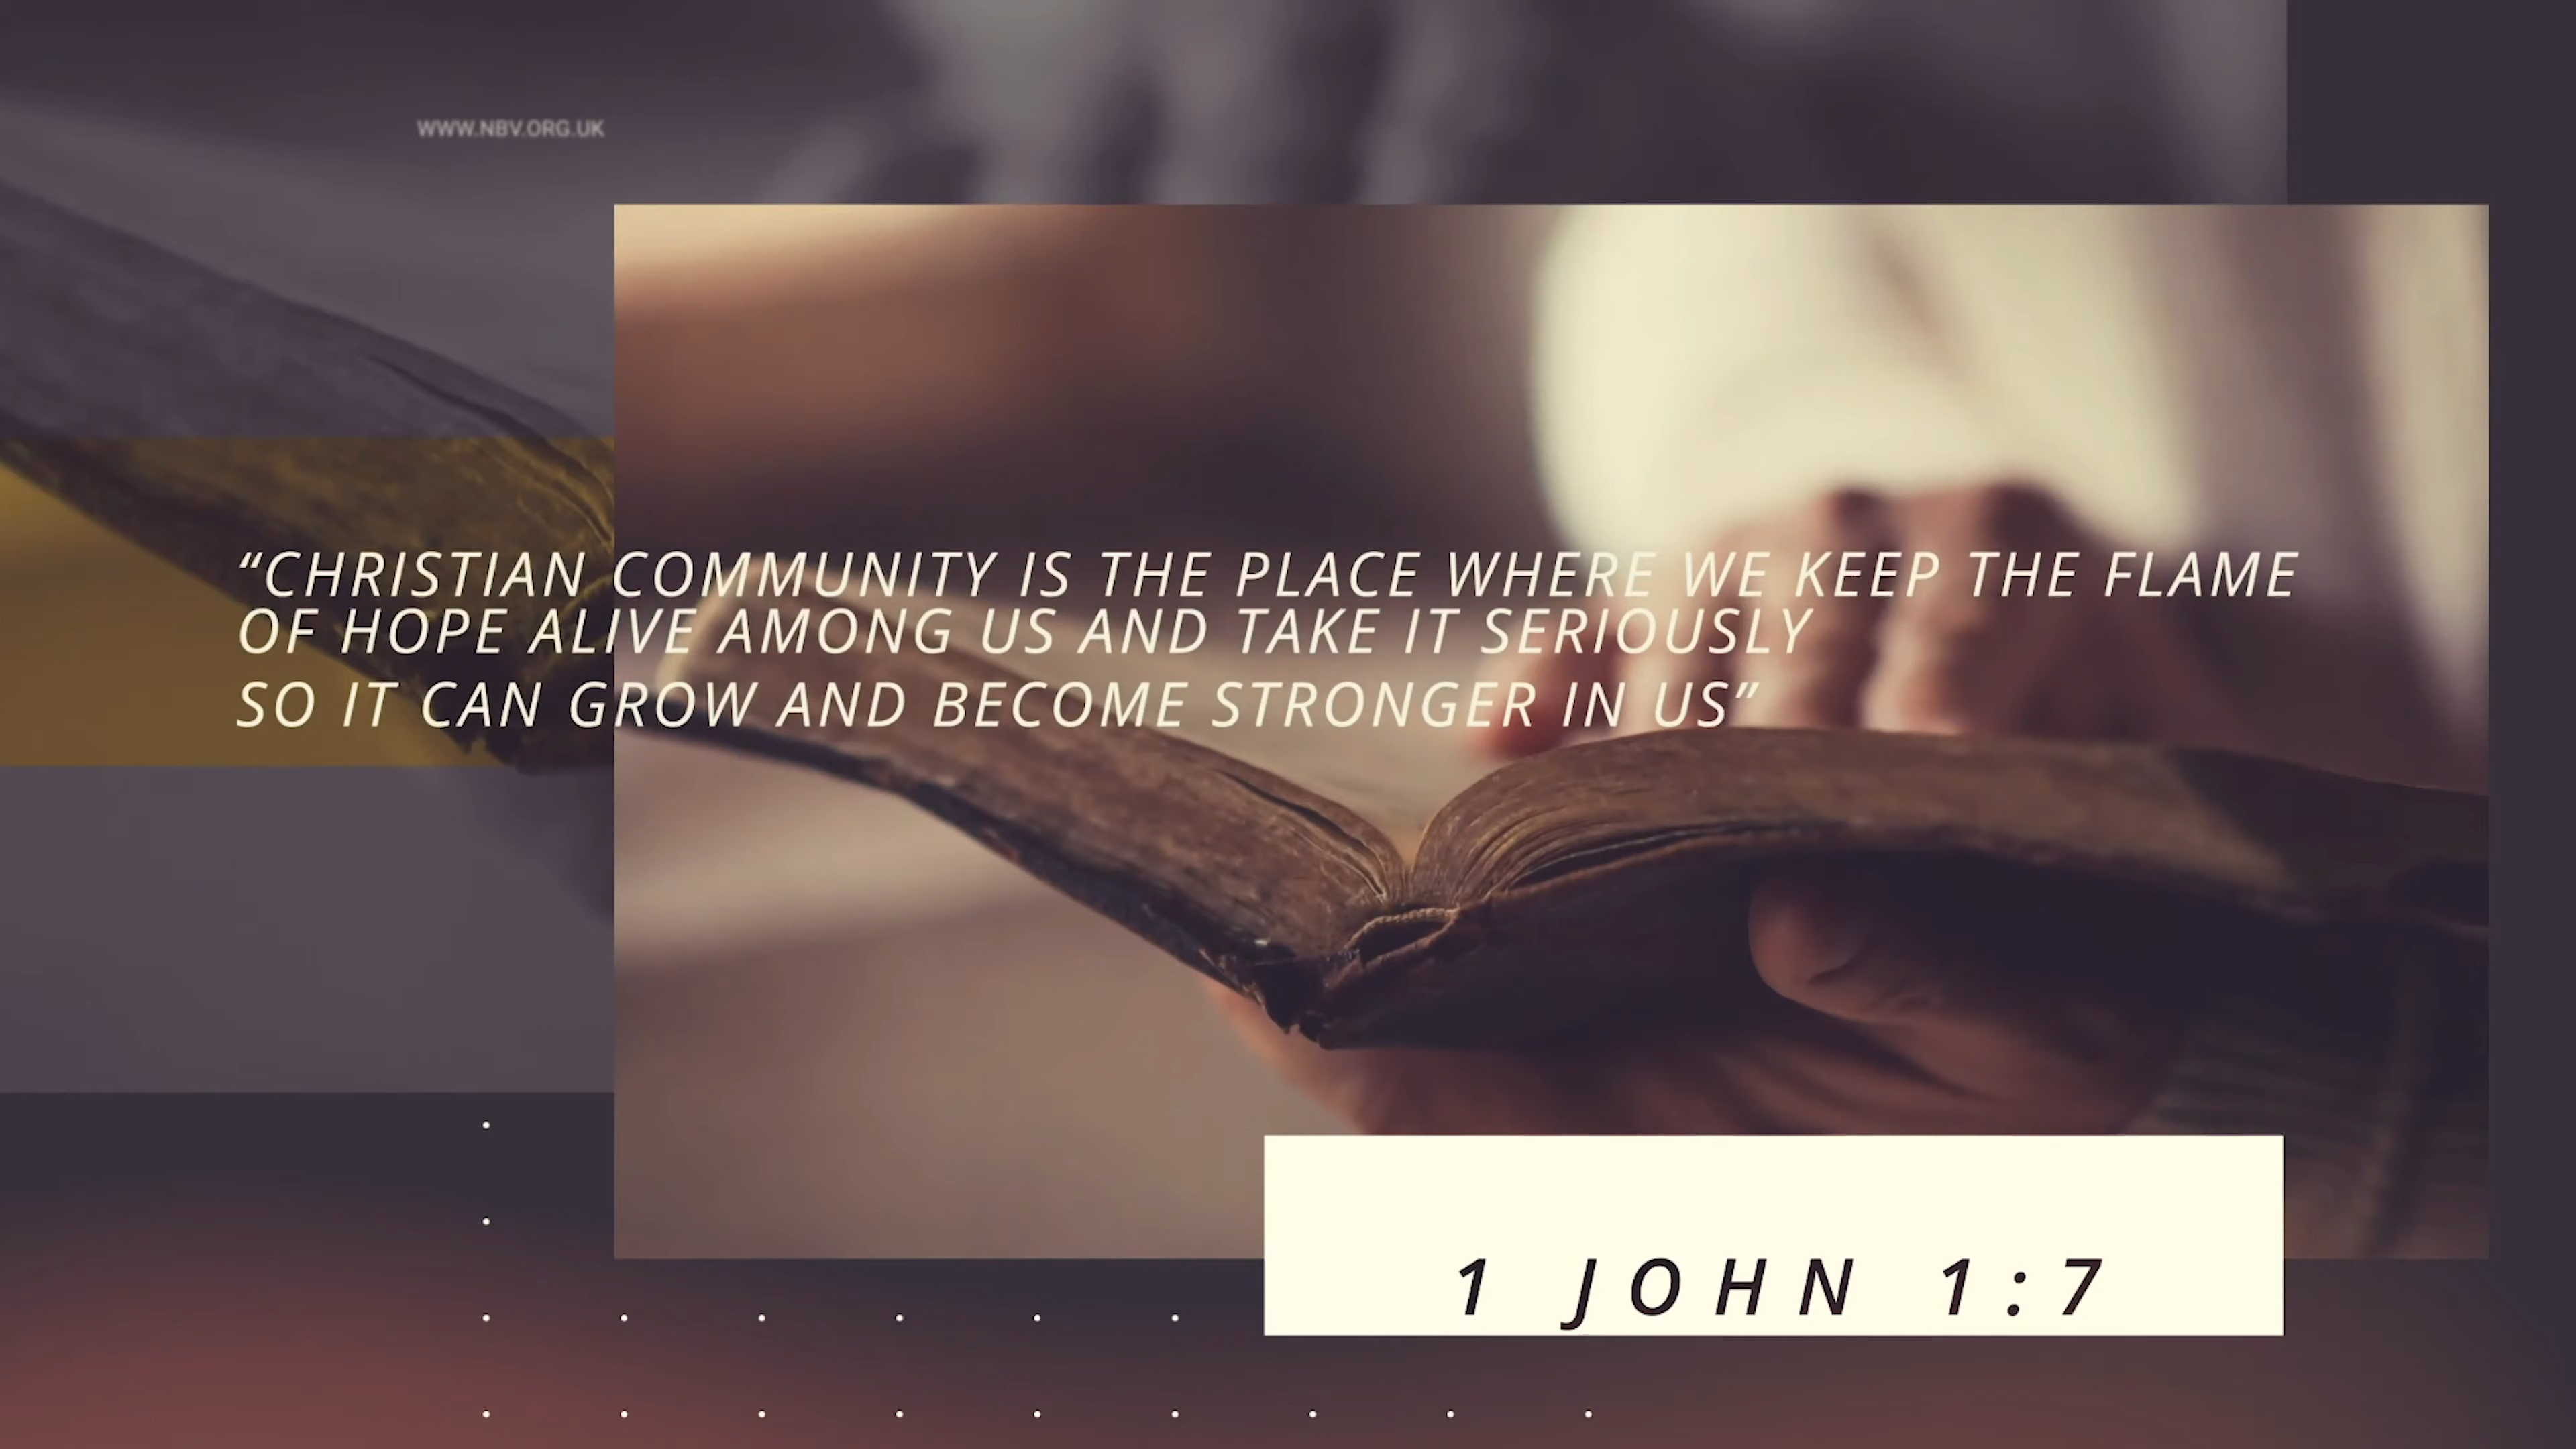 WWW.NBV.ORG.UK
“CHRISTIAN COMMUNITY IS THE PLACE WHERE WE KEEP THE FLAME
OF HOPE ALIVE AMONG US AND TAKE IT SERIOUSLY
SO IT CAN GROW AND BECOME STRONGER IN US”
1 JOHN 1:7